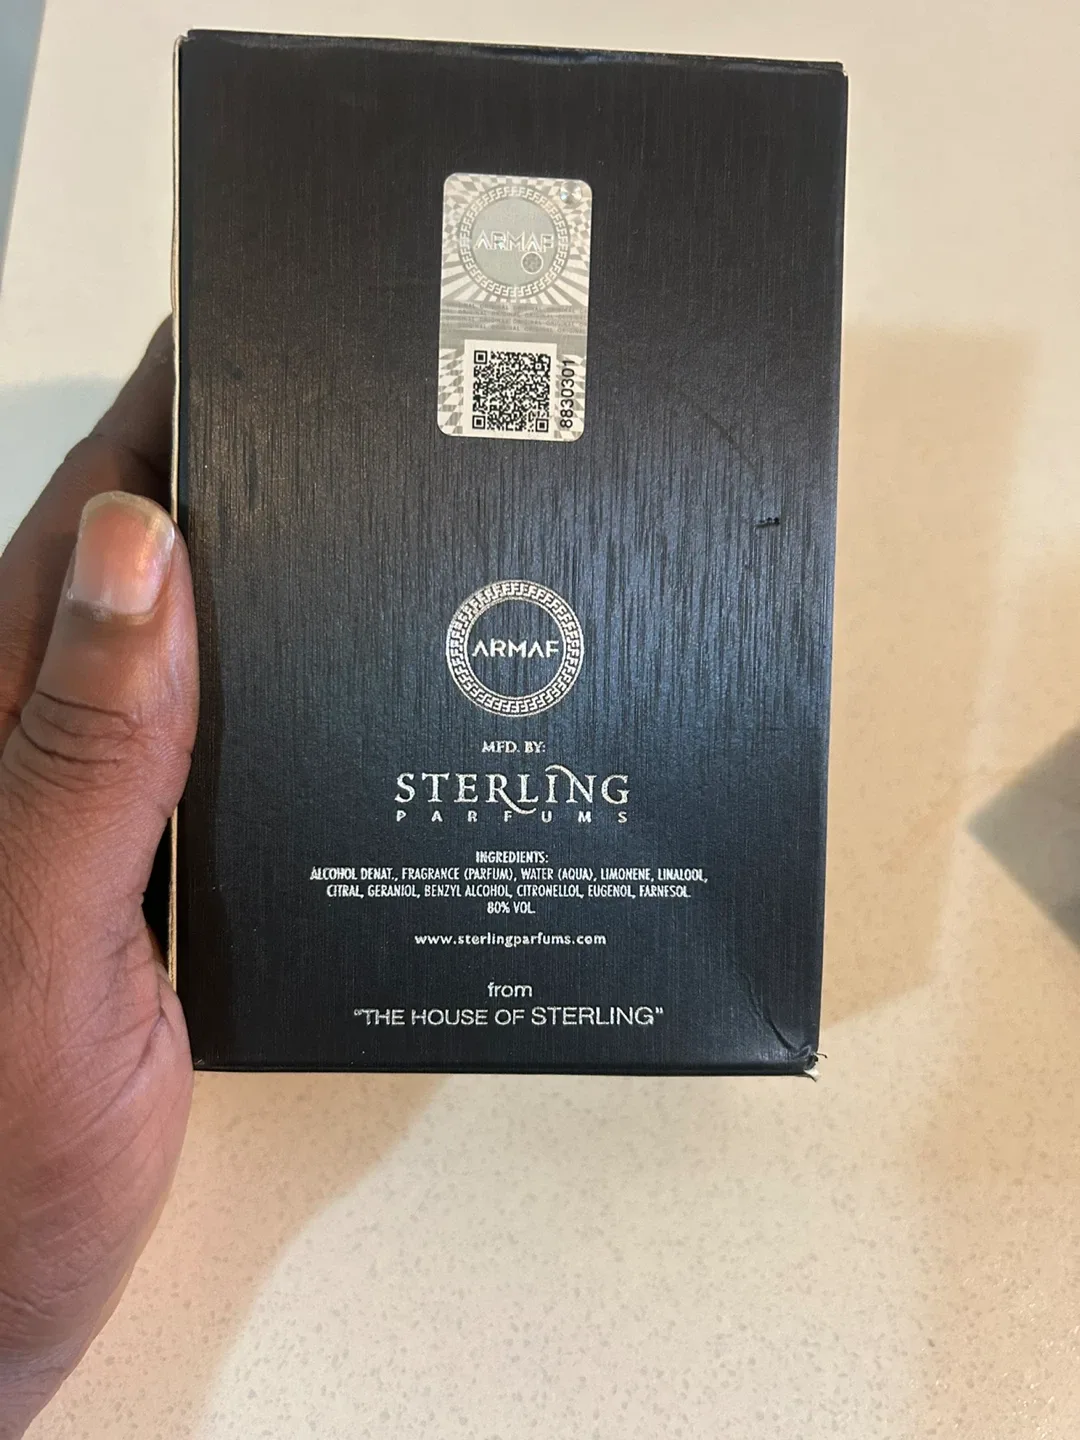 ARMAF
8830301
ARMAF
MFD. BY:
STERLING
PARFUMS
INGREDIENTS:
ALCOHOL DENAT., FRAGRANCE (PARFUM), WATER (AQUA), LIMONENE, LINALOOL,
CITRAL, GERANIOL, BENZYL ALCOHOL, CITRONELLOL, EUGENOL, FARNESOL
80% VOL.
www.sterlingparfums.com
from
"THE HOUSE OF STERLING"